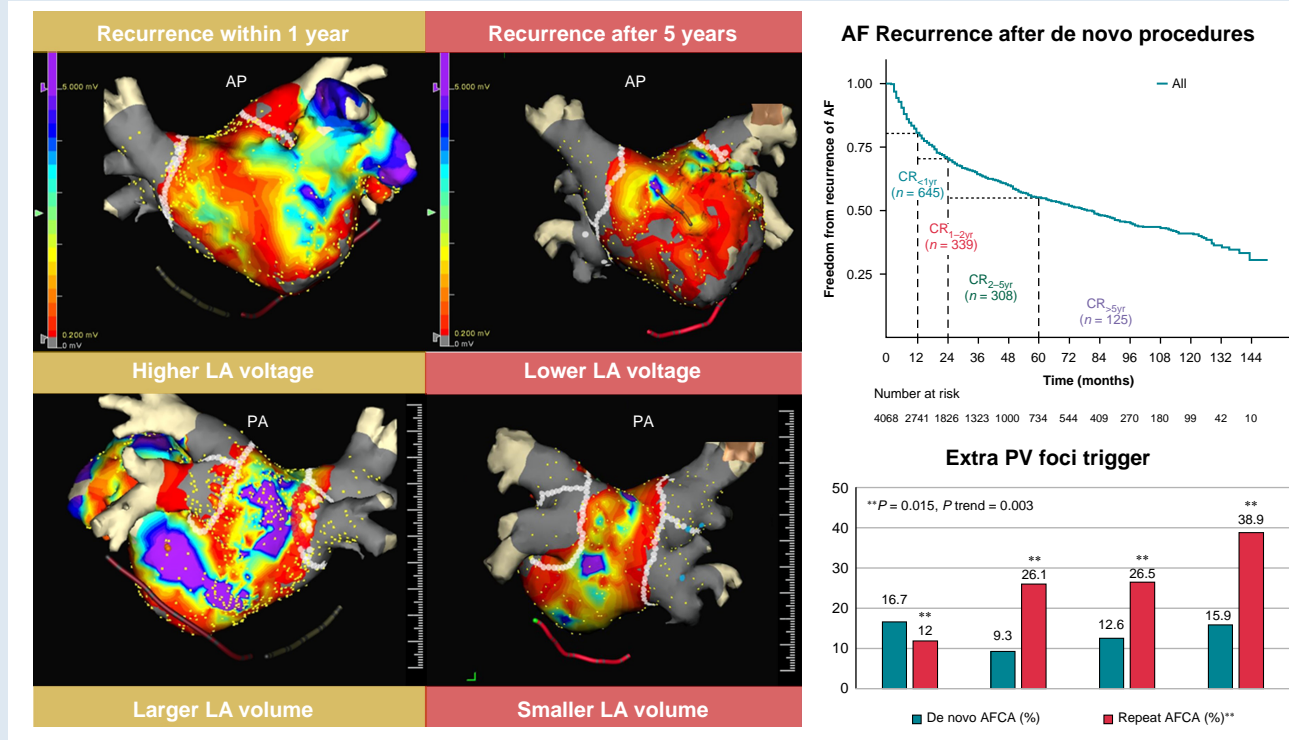 Recurrence within 1 year
Recurrence after 5 years
AP
5.000 mV
0.200 mV
0 mV
AP
5.000 mV
0.200 mV
0 mV
Higher LA voltage
Lower LA voltage
PA
PA
Larger LA volume
Smaller LA volume
AF Recurrence after de novo procedures
Freedom from recurrence of AF
1.00
0.75
0.50
0.25
All
CR<1yr
(n = 645)
CR1–2yr
(n = 339)
CR2–5yr
(n = 308)
CR>5yr
(n = 125)
0 12 24 36 48 60 72 84 96 108 120 132 144
Time (months)
Number at risk
4068 2741 1826 1323 1000 734 544 409 270 180 99 42 10
Extra PV foci trigger
50
40
30
20
10
0
**P = 0.015, P trend = 0.003
16.7
**
12
9.3
**
26.1
12.6
**
26.5
15.9
**
38.9
De novo AFCA (%)
Repeat AFCA (%)**